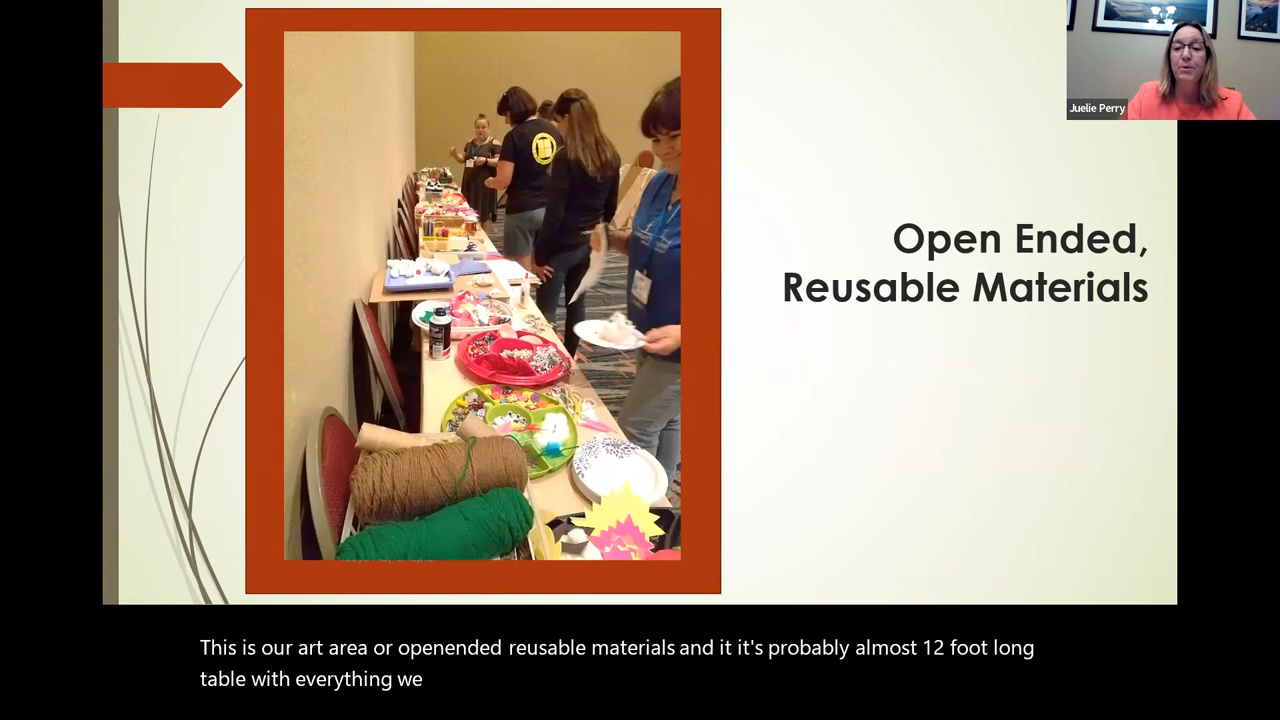 Juelie Perry
Open Ended,
Reusable Materials
This is our art area or openended reusable materials and it it's probably almost 12 foot long
table with everything we